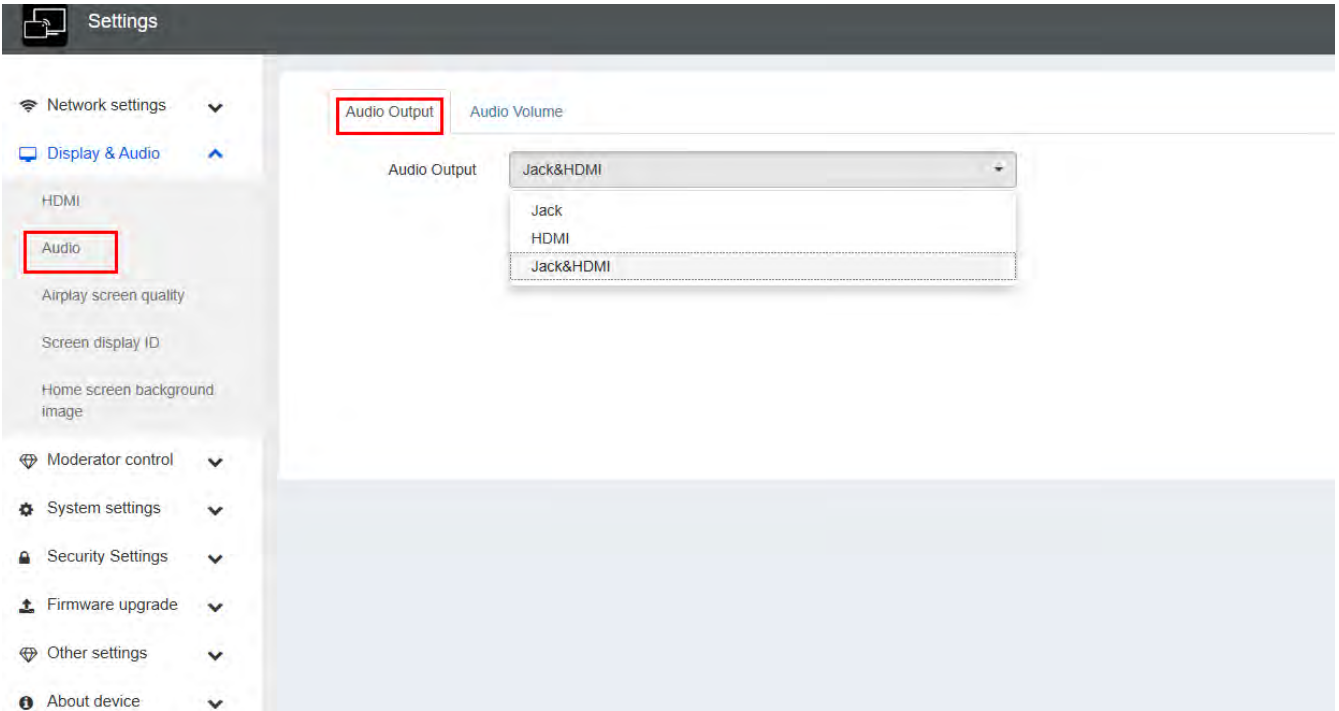 Settings
Network settings
Display & Audio
HDMI
Audio
Airplay screen quality
Screen display ID
Home screen background
image
Moderator control
System settings
Security Settings
Firmware upgrade
Other settings
About device
Audio Output
Audio Volume
Audio Output
Jack&HDMI
Jack
HDMI
Jack&HDMI